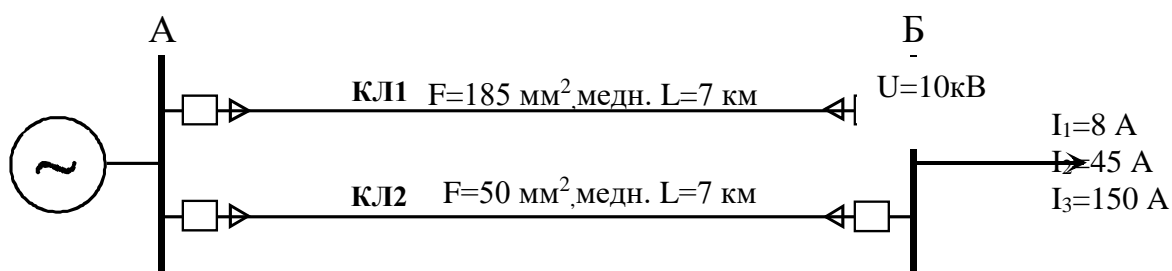 А Б
КЛ1 F=185 мм²,медн. L=7 км U=10кВ
I₁=8 А
I₂=45 А
КЛ2 F=50 мм²,медн. L=7 км
I₃=150 А
~